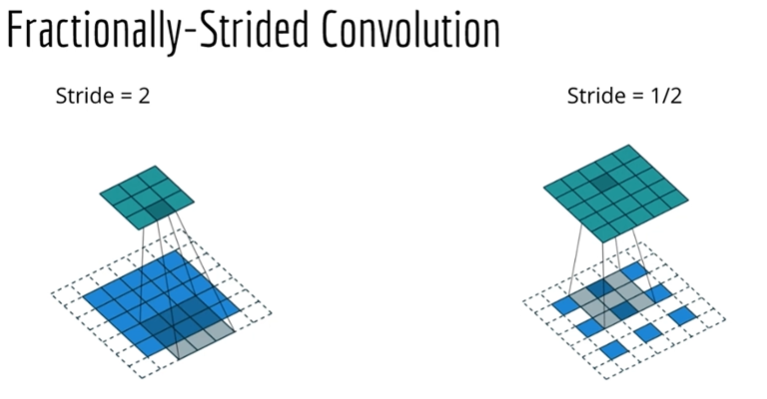 Fractionally-Strided Convolution
Stride = 2
Stride = 1/2